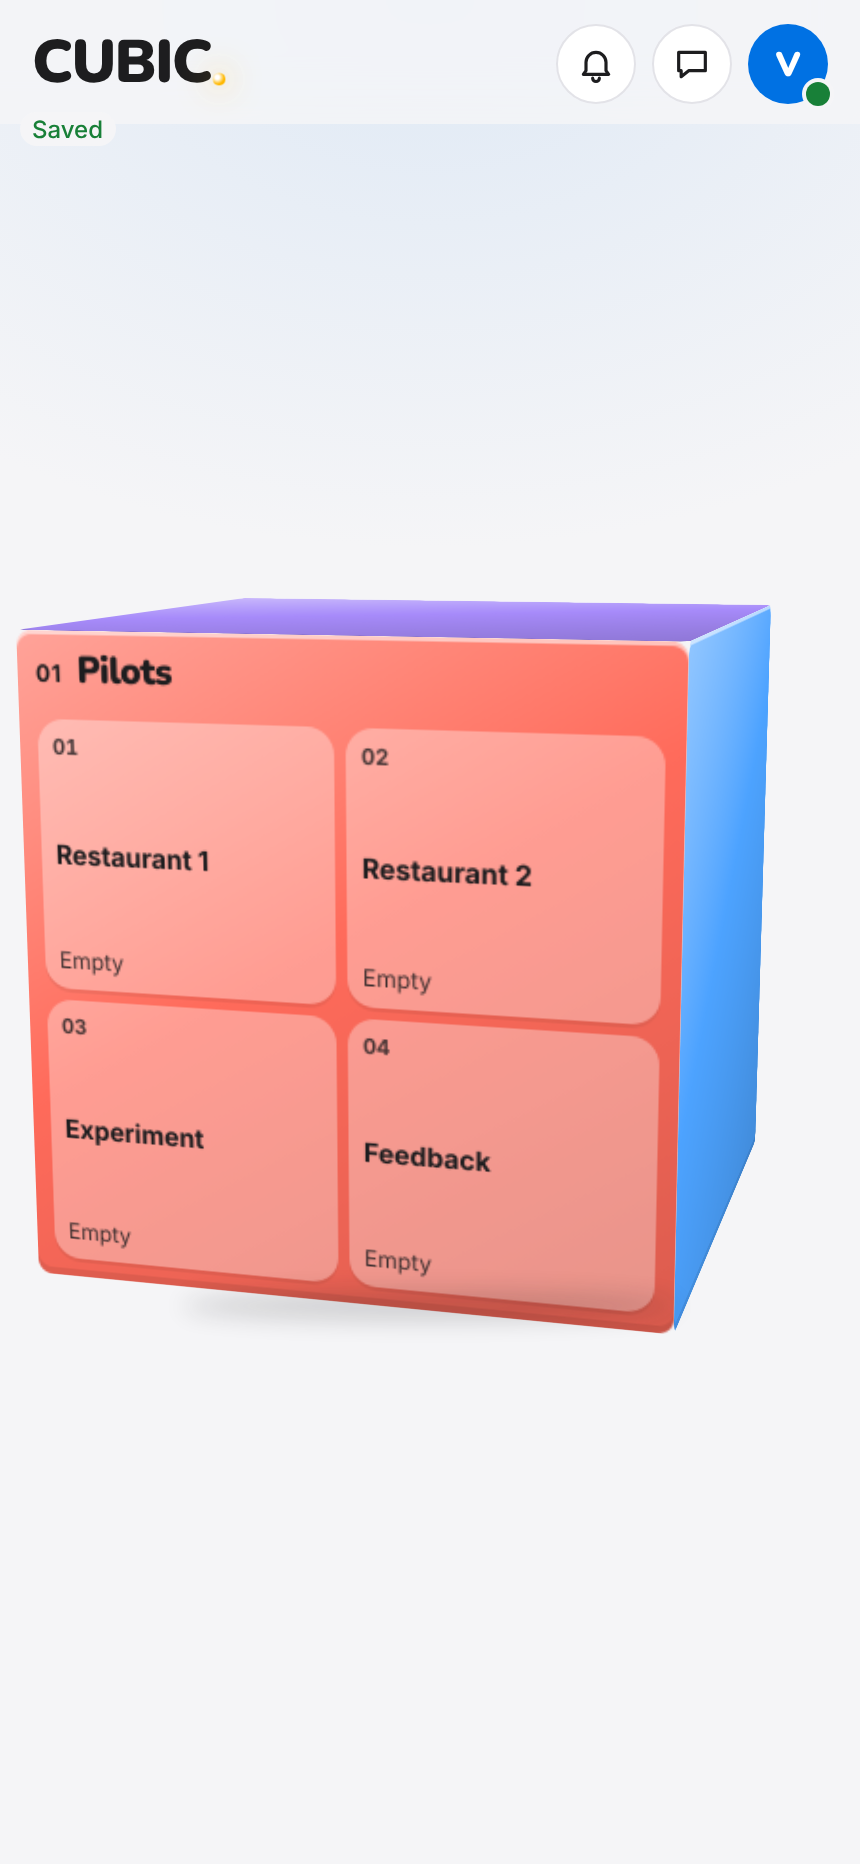 CUBIC.
V
Saved
01 Pilots
01
Restaurant 1
Empty
02
Restaurant 2
Empty
03
Experiment
Empty
04
Feedback
Empty